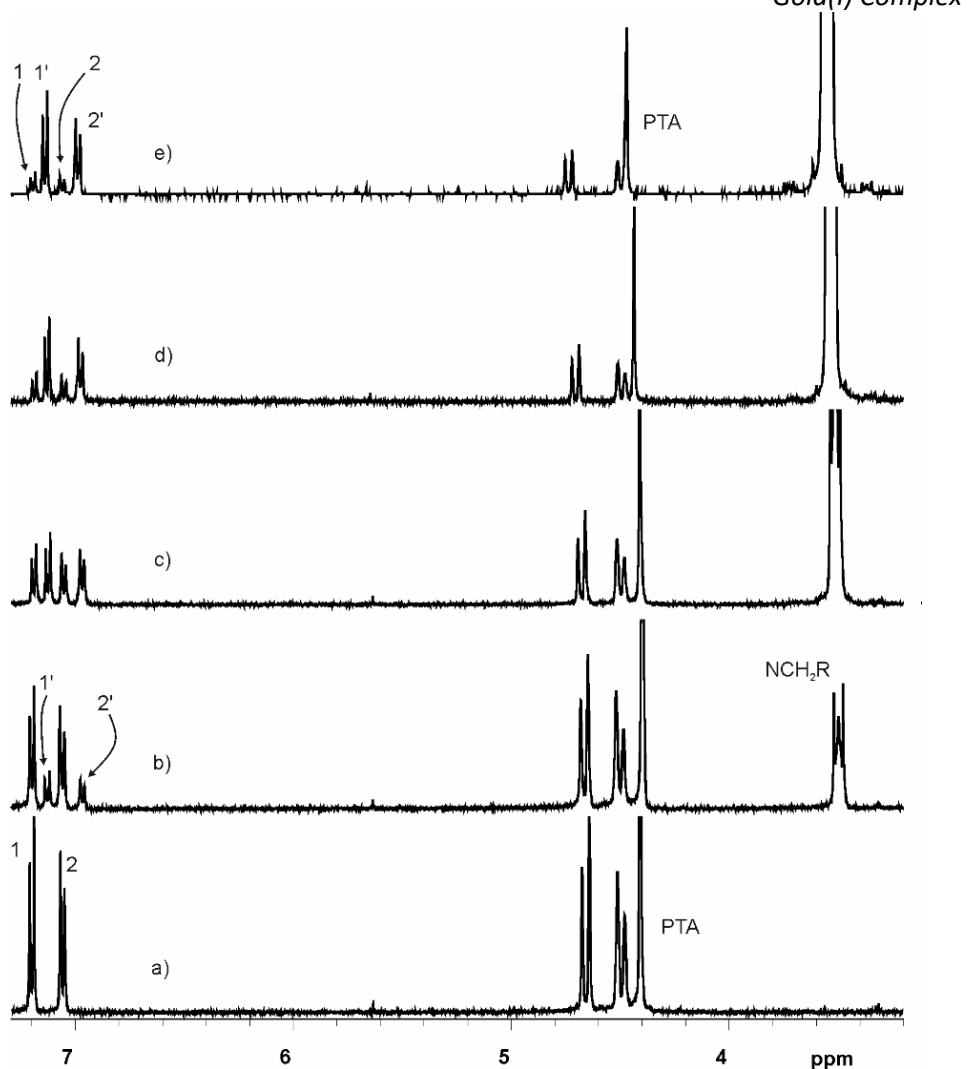 Gold(I) Complex
1 1' 2
2'
PTA
e)
d)
c)
NCH₂R
1'
2'
b)
1
2
PTA
a)
7 6 5 4 ppm